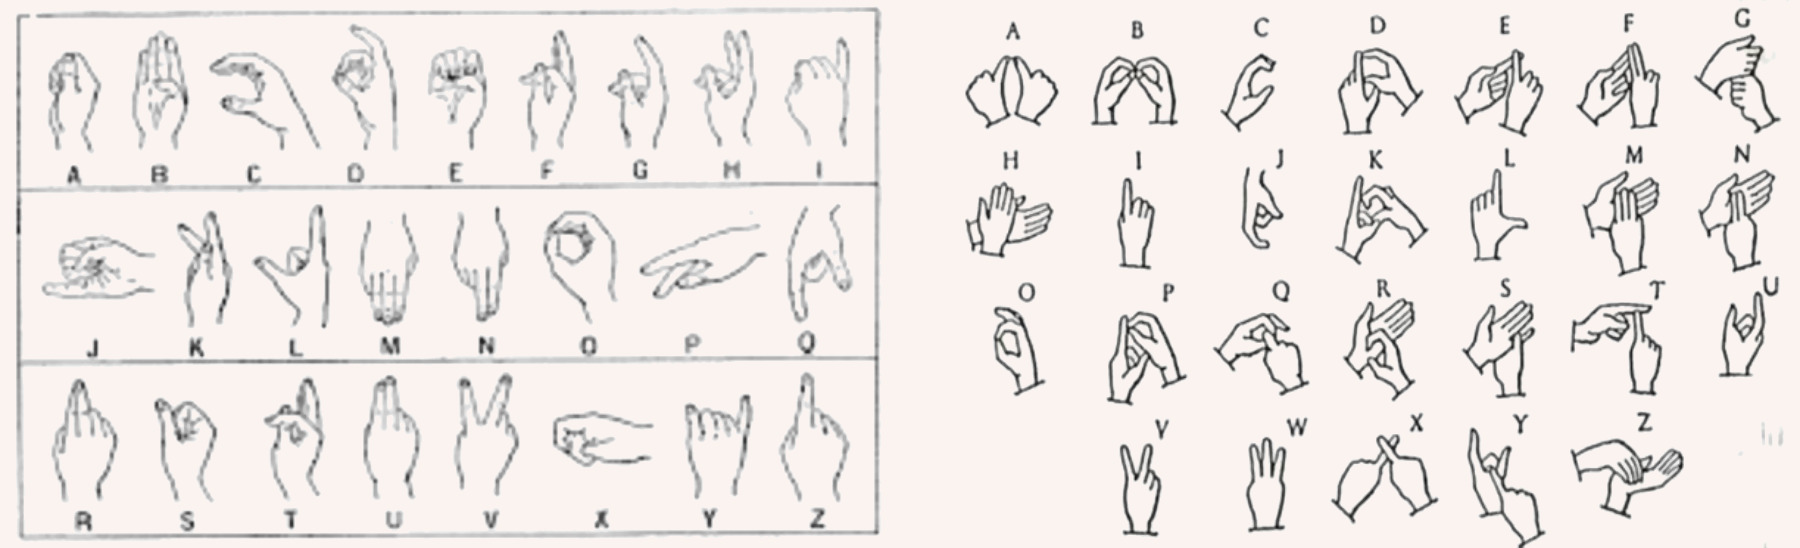 A B C D E F G H I
J K L M N O P Q
R S T U V X Y Z
A B C D E F G
H I J K L M N
O P Q R S T U
V W X Y Z